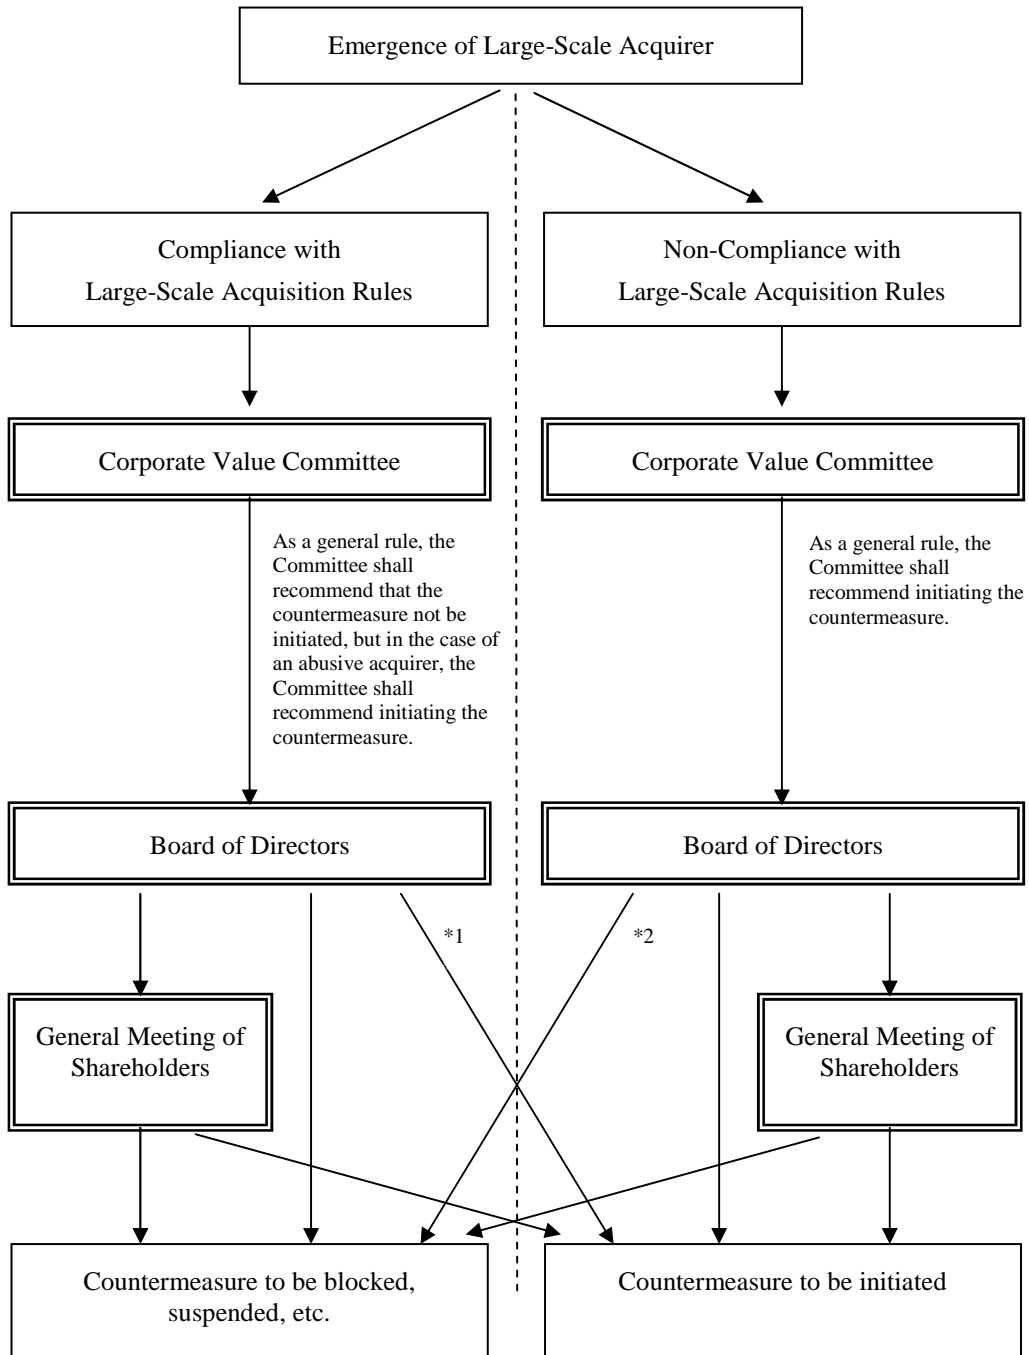 Emergence of Large-Scale Acquirer
Compliance with
Large-Scale Acquisition Rules
Non-Compliance with
Large-Scale Acquisition Rules
Corporate Value Committee
Corporate Value Committee
As a general rule, the
Committee shall
recommend that the
countermeasure not be
initiated, but in the case of
an abusive acquirer, the
Committee shall
recommend initiating the
countermeasure.
As a general rule, the
Committee shall
recommend initiating the
countermeasure.
Board of Directors
Board of Directors
*1
*2
General Meeting of
Shareholders
General Meeting of
Shareholders
Countermeasure to be blocked,
suspended, etc.
Countermeasure to be initiated